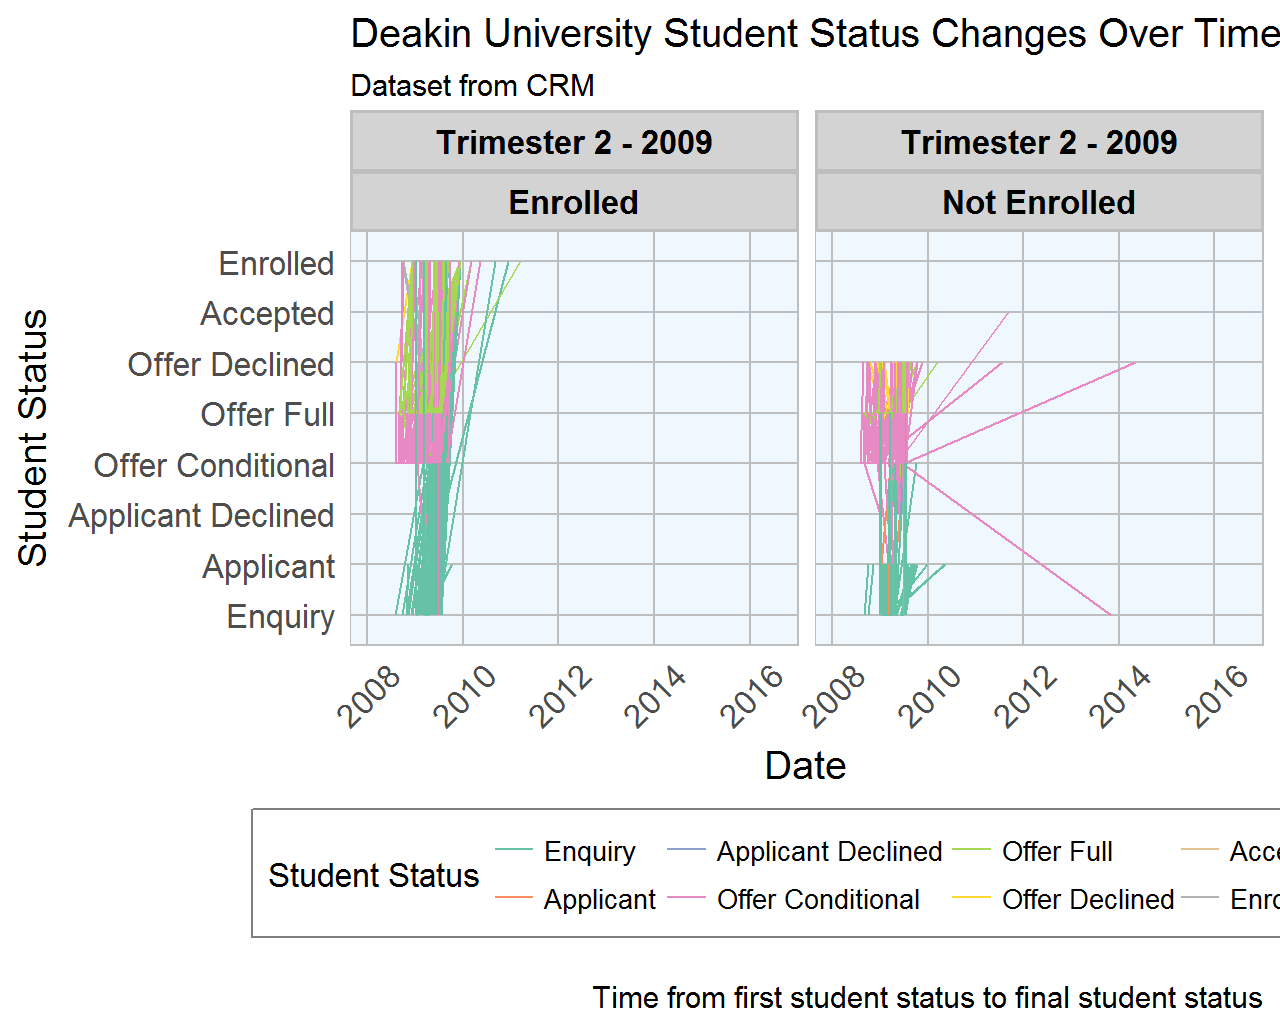 Deakin University Student Status Changes Over Time
Dataset from CRM
Trimester 2 - 2009 Trimester 2 - 2009
Enrolled Not Enrolled
Student Status
Enrolled
Accepted
Offer Declined
Offer Full
Offer Conditional
Applicant Declined
Applicant
Enquiry
2008 2010 2012 2014 2016 2008 2010 2012 2014 2016
Date
Student Status
Enquiry Applicant Declined Offer Full Acce
Applicant Offer Conditional Offer Declined Enro
Time from first student status to final student status